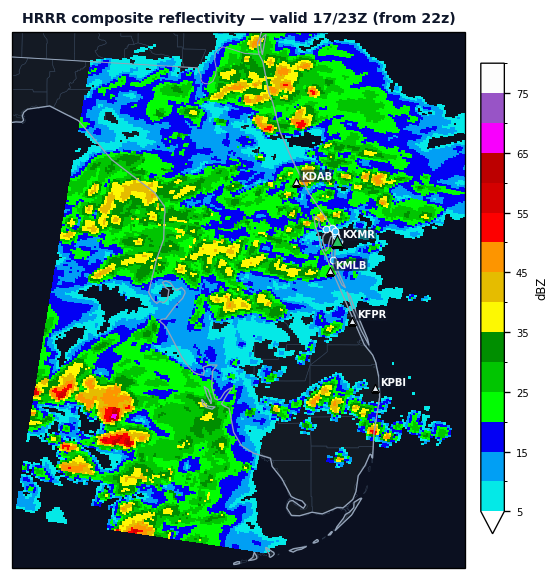 HRRR composite reflectivity — valid 17/23Z (from 22z)
KDAB
KXMR
KMLB
KFPR
KPBI
75
65
55
45
35
25
15
5
dBZ